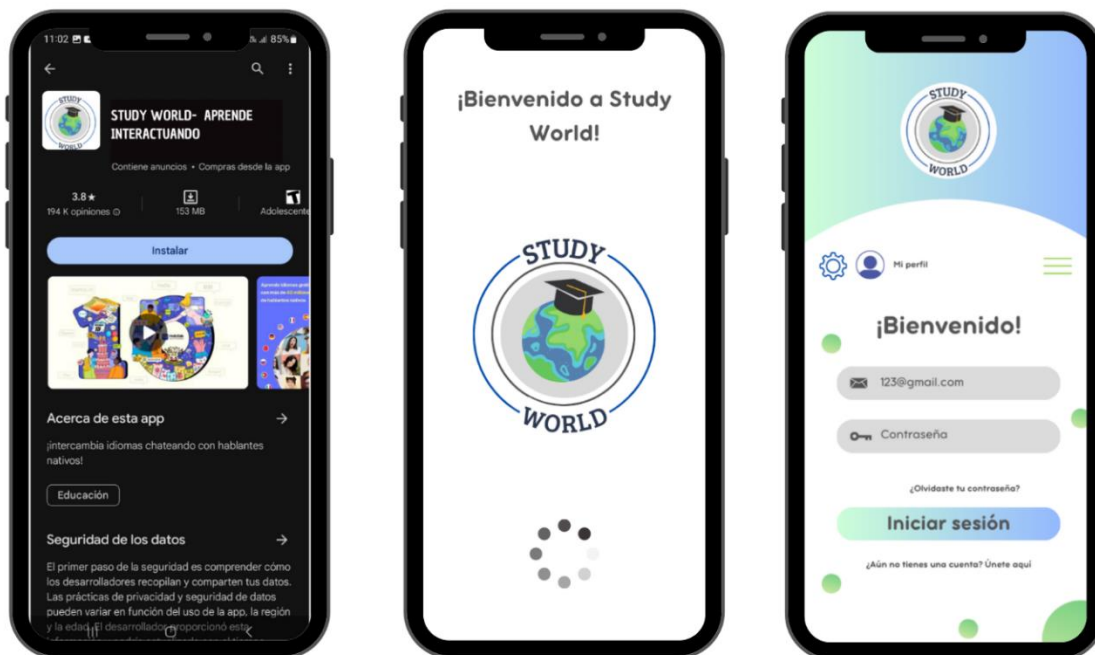 11:02
85%
STUDY
WORLD
STUDY WORLD- APRENDE
INTERACTUANDO
Contiene anuncios • Compras desde la app
3.8★
194 K opiniones
153 MB
T
Adolescente
Instalar
10
Aprende idiomas
Acerca de esta app
¡intercambia idiomas chateando con hablantes
nativos!
Educación
Seguridad de los datos
El primer paso de la seguridad es comprender cómo
los desarrolladores recopilan y comparten tus datos.
Las prácticas de privacidad y seguridad de datos
pueden variar en función del uso de la app, la región
y la edad. El desarrollador proporcionó esta
¡Bienvenido a Study
World!
STUDY
WORLD
STUDY
WORLD
Mi perfil
¡Bienvenido!
123@gmail.com
Contraseña
¿Olvidaste tu contraseña?
Iniciar sesión
¿Aún no tienes una cuenta? Únete aquí